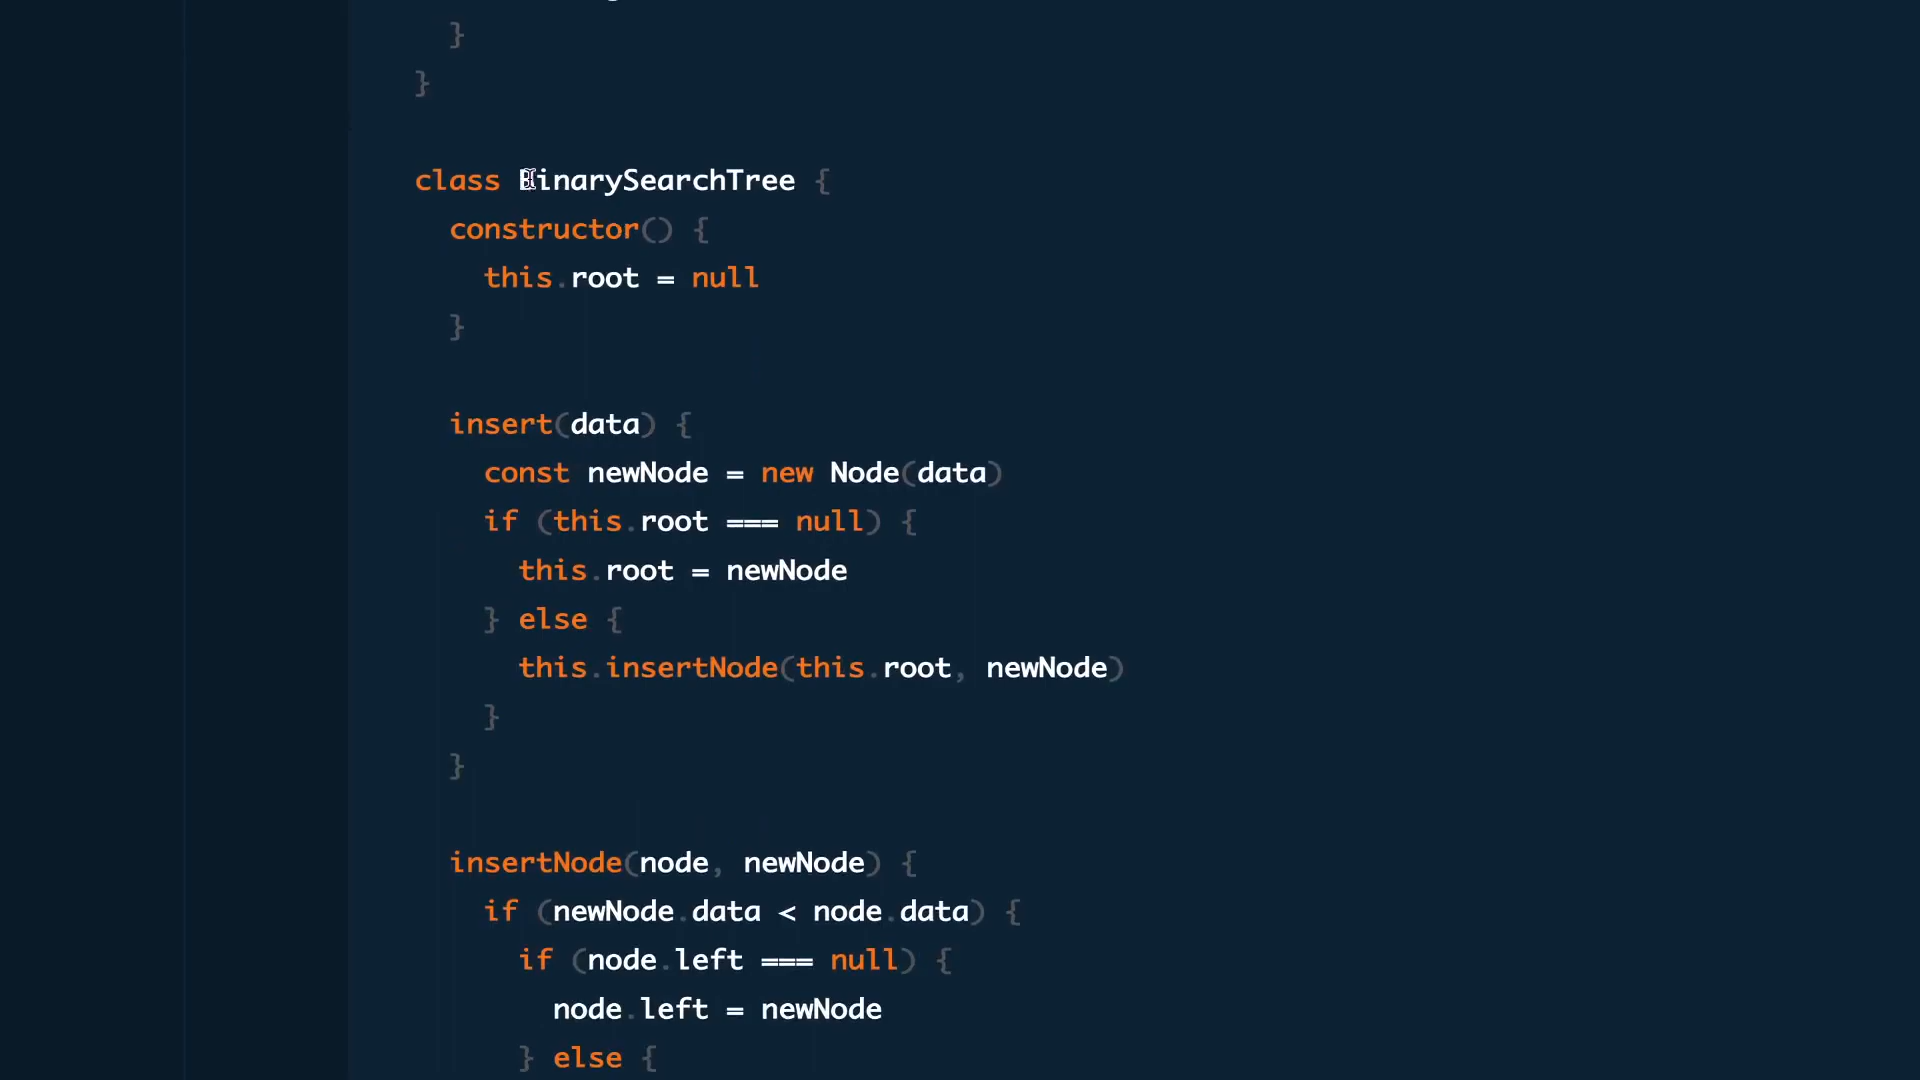 }
}
class BinarySearchTree {
constructor() {
this.root = null
}
insert(data) {
const newNode = new Node(data)
if (this.root === null) {
this.root = newNode
} else {
this.insertNode(this.root, newNode)
}
}
insertNode(node, newNode) {
if (newNode.data < node.data) {
if (node.left === null) {
node.left = newNode
} else {